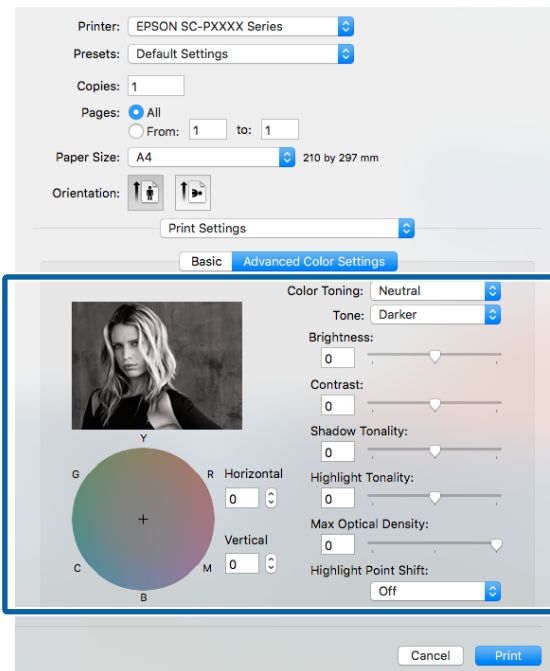 Printer: EPSON SC-PXXXX Series
Presets: Default Settings
Copies: 1
Pages: All
From: 1 to: 1
Paper Size: A4 210 by 297 mm
Orientation:
Print Settings
Basic Advanced Color Settings
Color Toning: Neutral
Tone: Darker
Brightness:
0
Contrast:
0
Shadow Tonality:
0
Highlight Tonality:
0
Max Optical Density:
0
Highlight Point Shift:
Off
Y
G R
C M
B
Horizontal
0
Vertical
0
Cancel Print